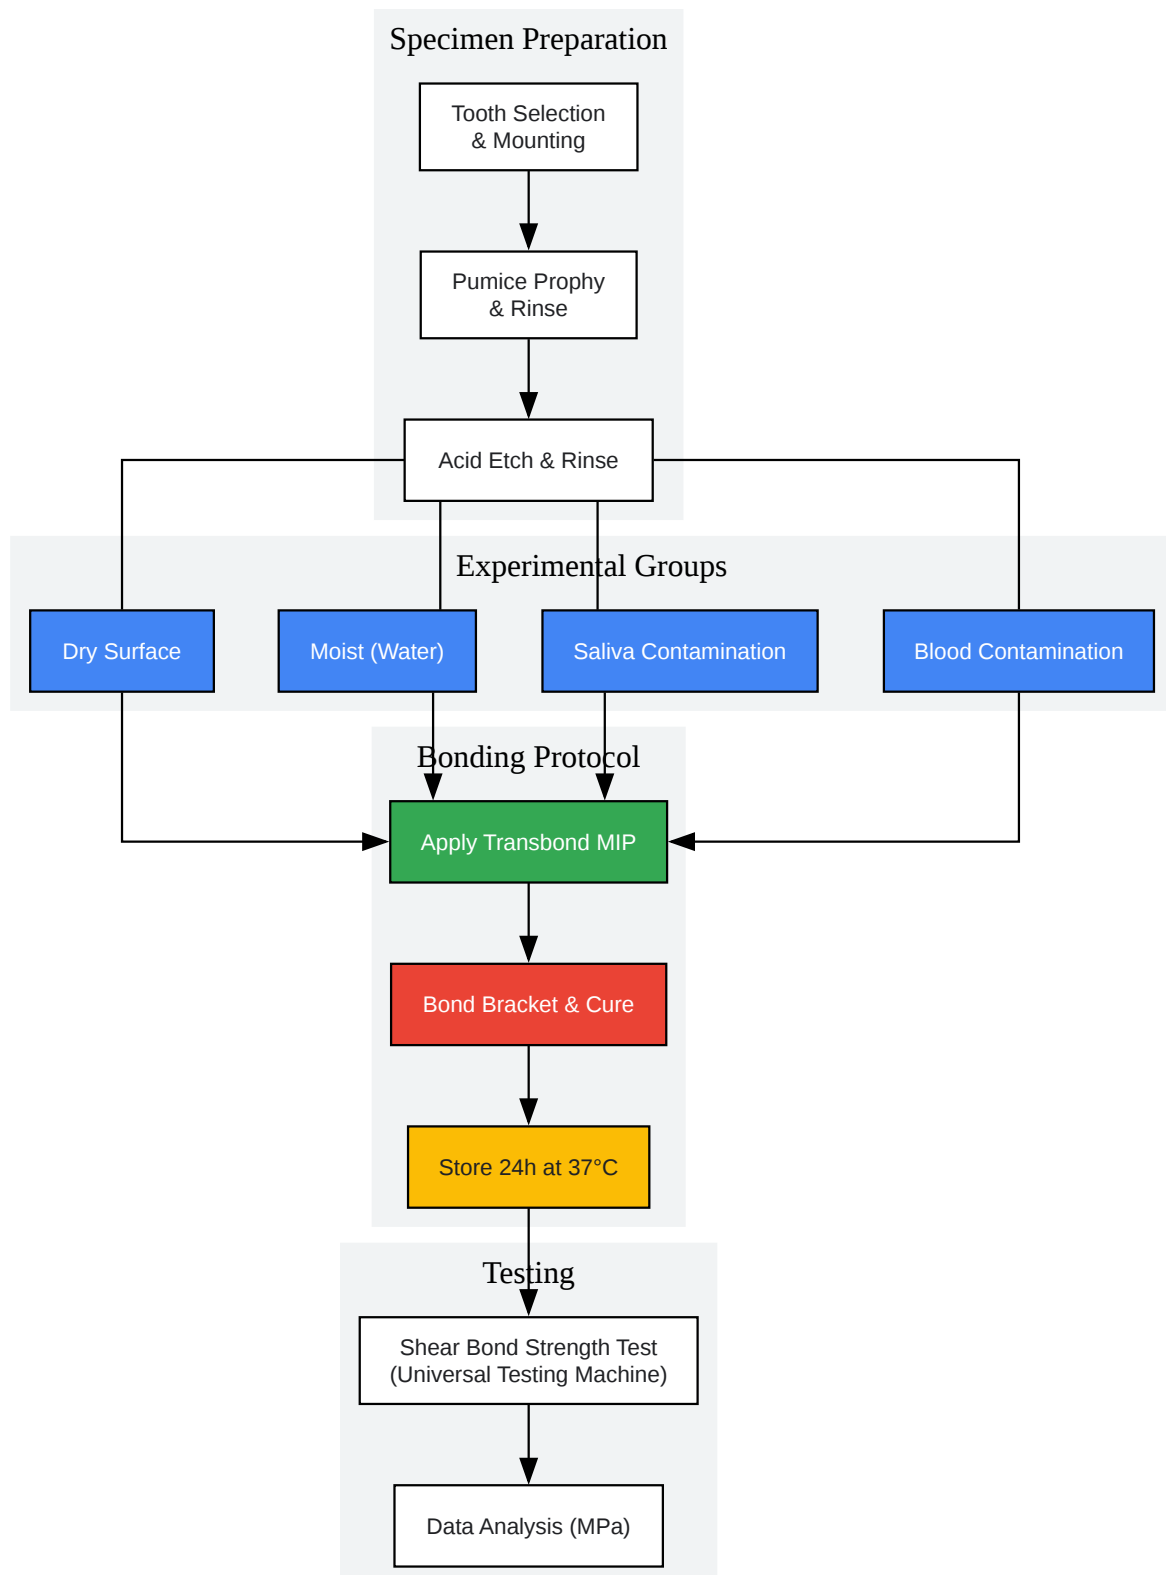 Specimen Preparation
Tooth Selection
& Mounting
Pumice Prophy
& Rinse
Acid Etch & Rinse
Experimental Groups
Dry Surface
Moist (Water)
Saliva Contamination
Blood Contamination
Bonding Protocol
Apply Transbond MIP
Bond Bracket & Cure
Store 24h at 37°C
Testing
Shear Bond Strength Test
(Universal Testing Machine)
Data Analysis (MPa)